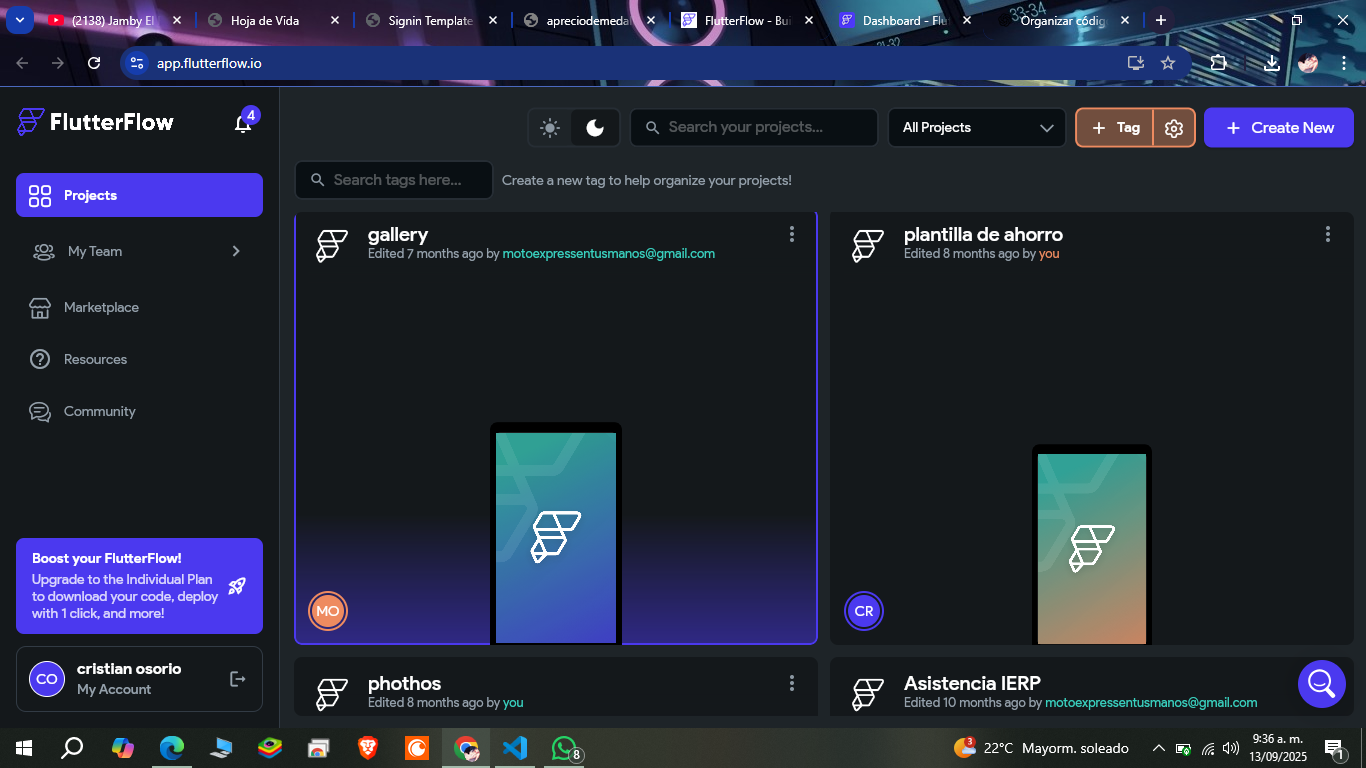 (2138) Jamby El
Hoja de Vida
Signin Template
apreciodemedal
FlutterFlow - Bui
Dashboard - Flu
Organizar códig
33-34
21-32
app.flutterflow.io
FlutterFlow
4
Search your projects...
All Projects
+ Tag
+ Create New
Search tags here...
Create a new tag to help organize your projects!
Projects
My Team
Marketplace
Resources
Community
gallery
Edited 7 months ago by motoexpressentusmanos@gmail.com
MO
plantilla de ahorro
Edited 8 months ago by you
CR
Boost your FlutterFlow!
Upgrade to the Individual Plan
to download your code, deploy
with 1 click, and more!
CO
cristian osorio
My Account
phothos
Edited 8 months ago by you
Asistencia IERP
Edited 10 months ago by motoexpressentusmanos@gmail.com
8
3
22°C Mayorm. soleado
9:36 a. m.
13/09/2025
1